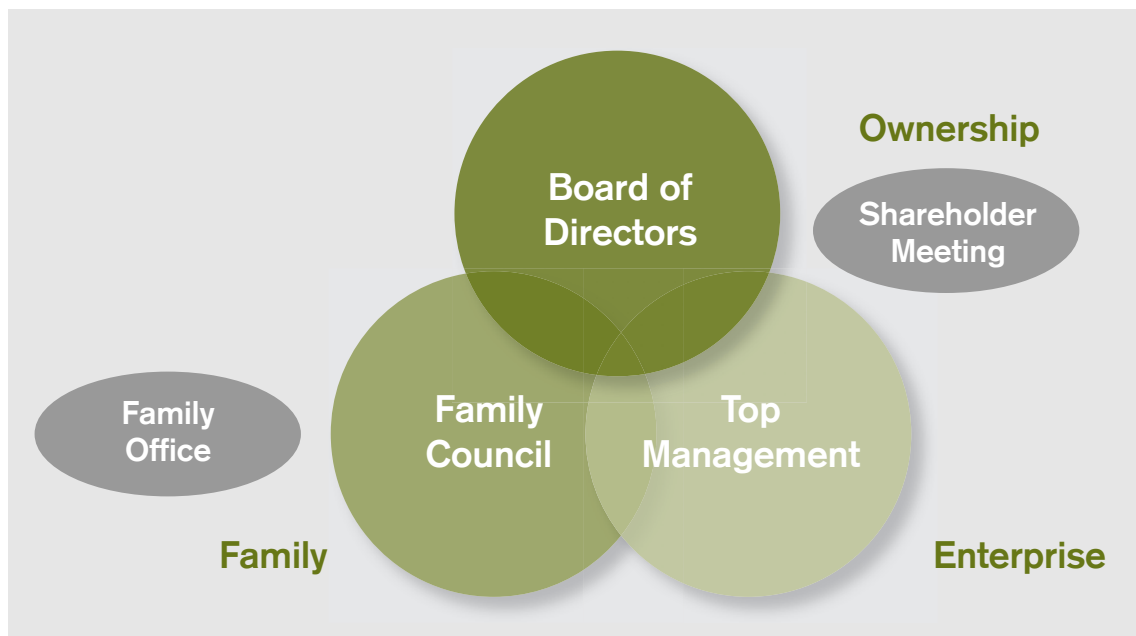 Ownership
Board of
Directors
Shareholder
Meeting
Family
Office
Family
Council
Top
Management
Family
Enterprise